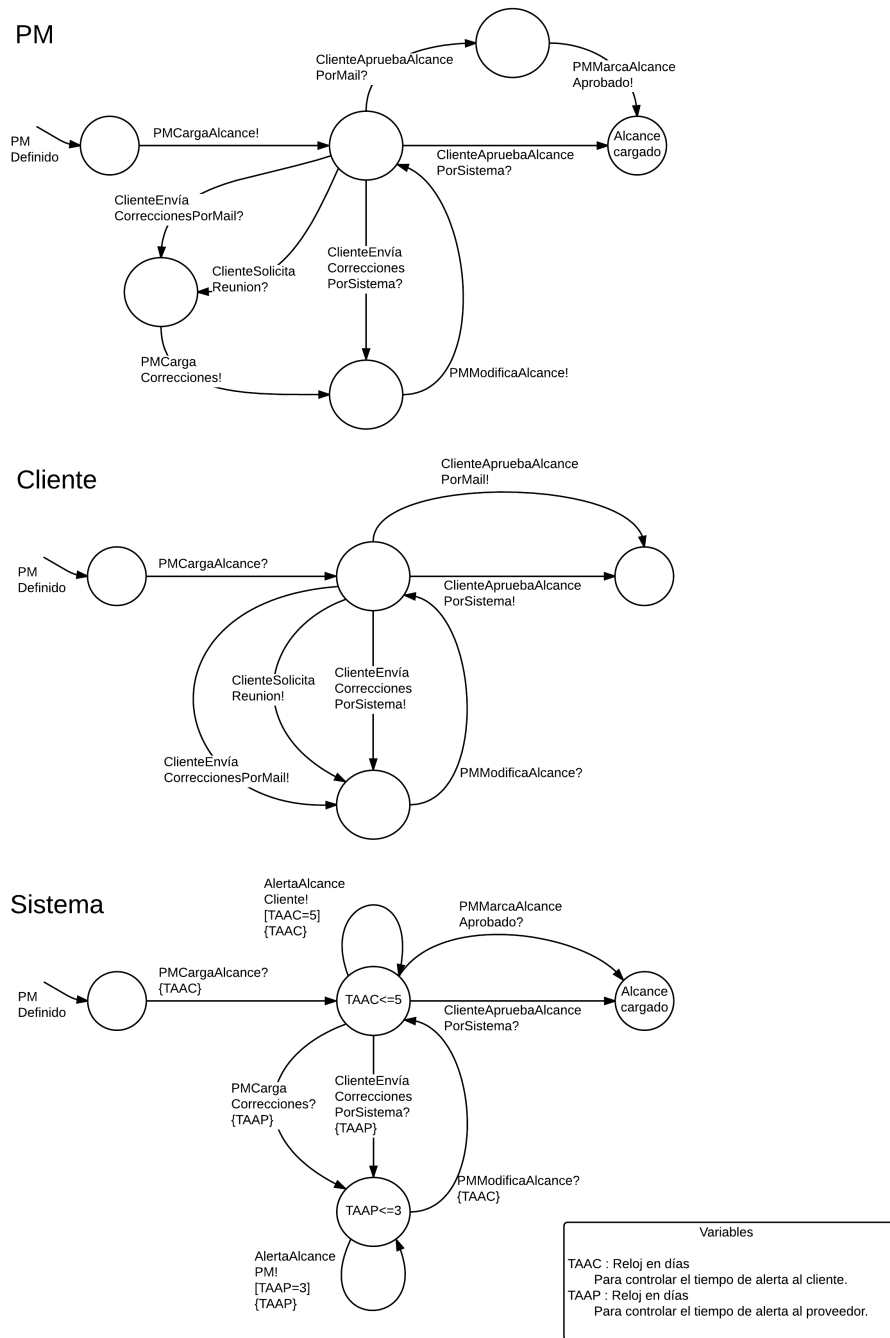 PM
ClienteApruebaAlcance
PorMail?
PMMarcaAlcance
Aprobado!
PM
Definido
PMCargaAlcance!
ClienteApruebaAlcance
PorSistema?
Alcance
cargado
ClienteEnvía
CorreccionesPorMail?
ClienteSolicita
Reunion?
ClienteEnvía
Correcciones
PorSistema?
PMCarga
Correcciones!
PMModificaAlcance!
Cliente
ClienteApruebaAlcance
PorMail!
PM
Definido
PMCargaAlcance?
ClienteApruebaAlcance
PorSistema!
ClienteSolicita
Reunion!
ClienteEnvía
Correcciones
PorSistema!
ClienteEnvía
CorreccionesPorMail!
PMModificaAlcance?
Sistema
AlertaAlcance
Cliente!
[TAAC=5]
{TAAC}
PMMarcaAlcance
Aprobado?
PM
Definido
PMCargaAlcance?
{TAAC}
TAAC<=5
ClienteApruebaAlcance
PorSistema?
Alcance
cargado
PMCarga
Correcciones?
{TAAP}
ClienteEnvía
Correcciones
PorSistema?
{TAAP}
PMModificaAlcance?
{TAAC}
TAAP<=3
AlertaAlcance
PM!
[TAAP=3]
{TAAP}
Variables
TAAC : Reloj en días
Para controlar el tiempo de alerta al cliente.
TAAP : Reloj en días
Para controlar el tiempo de alerta al proveedor.